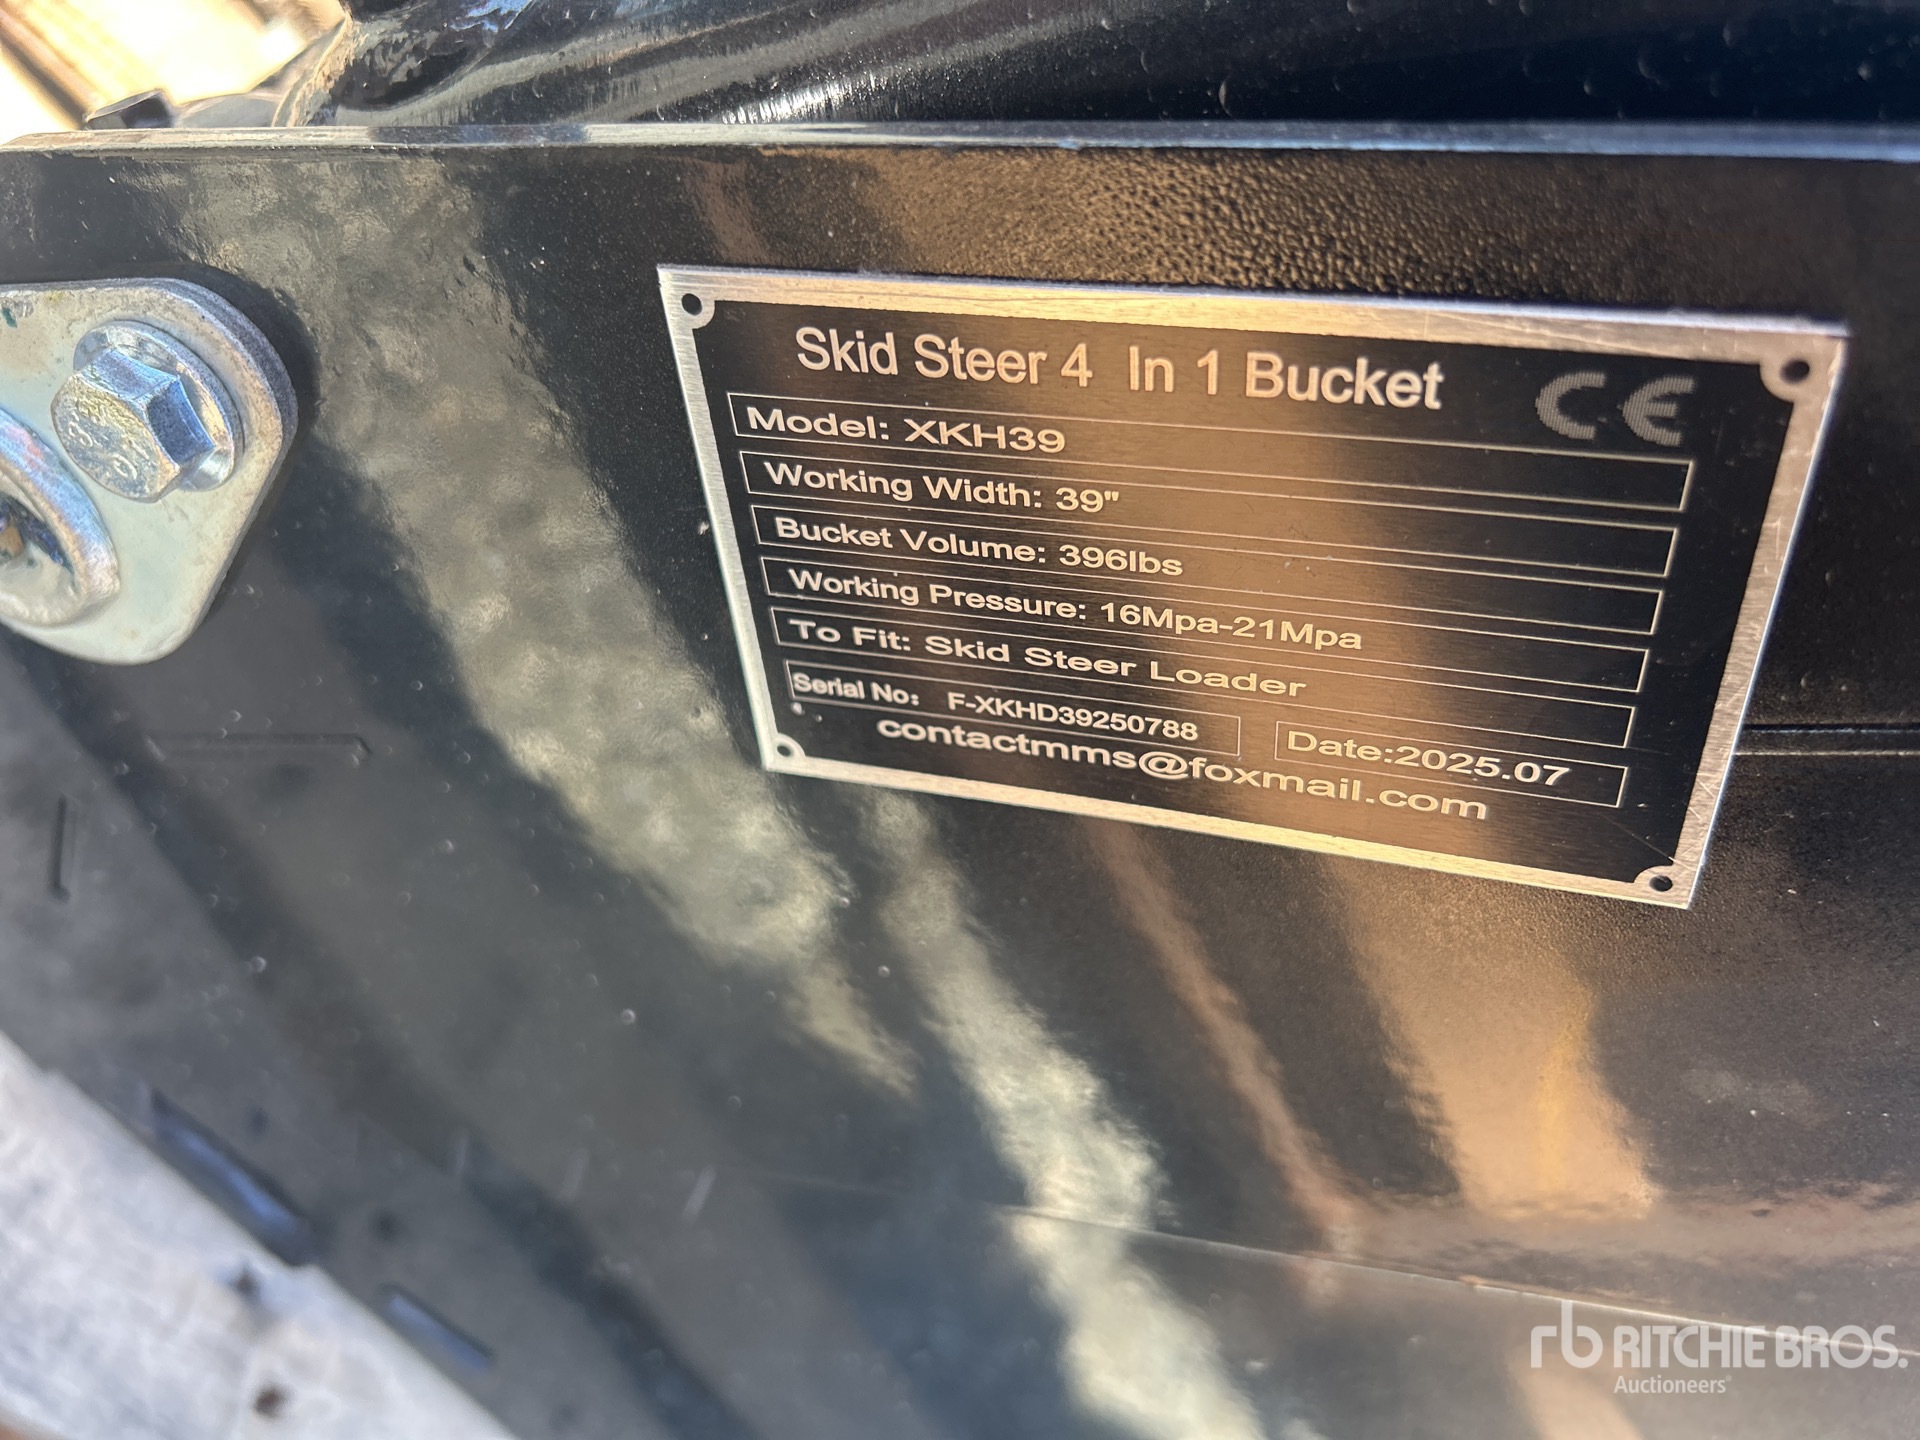 Skid Steer 4 In 1 Bucket
CE
Model: XKH39
Working Width: 39"
Bucket Volume: 396lbs
Working Pressure: 16Mpa-21Mpa
To Fit: Skid Steer Loader
Serial No: F-XKHD39250788
Date:2025.07
contactmms@foxmail.com
rb RITCHIE BROS.
Auctioneers